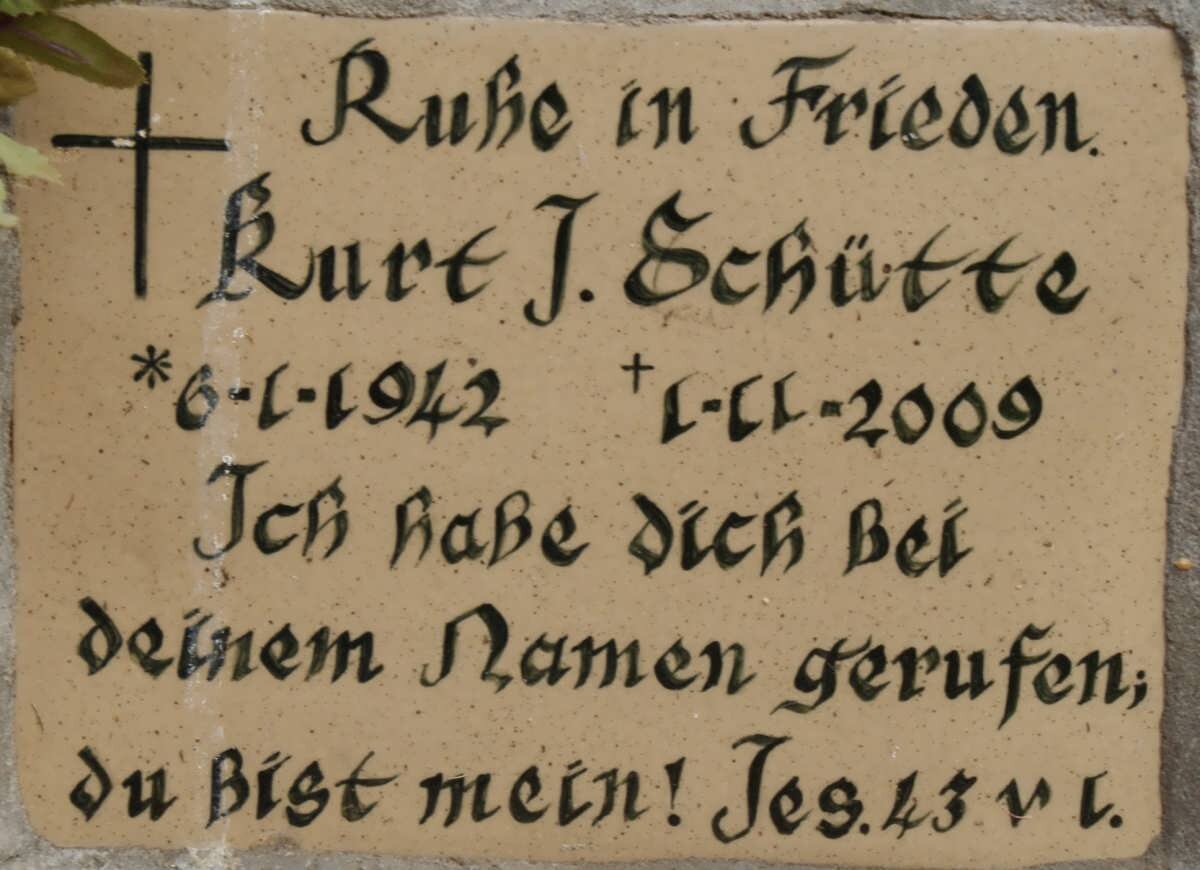 Ruhe in Frieden.
Kurt J. Schütte
*6-1-1942 †1-11-2009
Ich habe dich bei
deinem Namen gerufen;
du bist mein! Jes. 43 v 1.